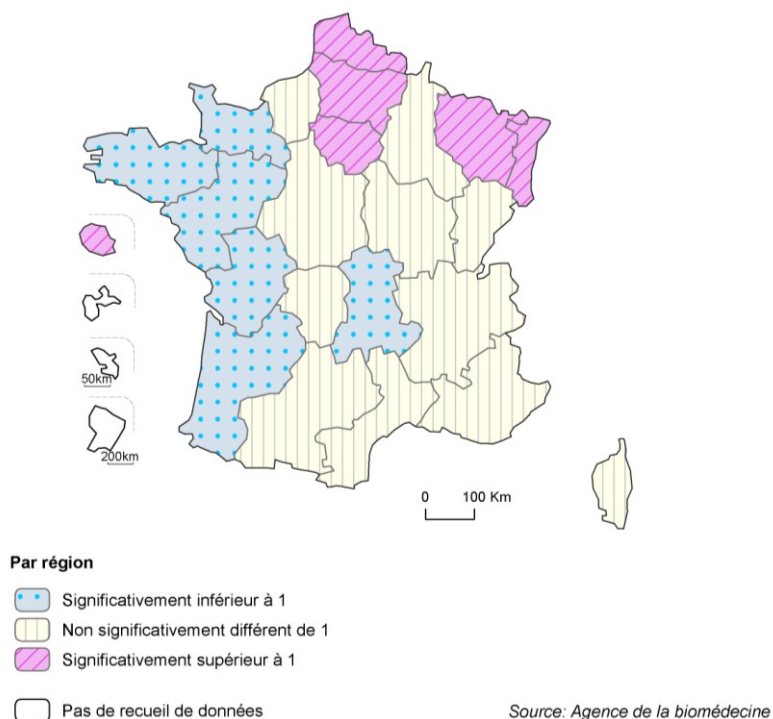 50km
200km
0 100 Km
Par région
Significativement inférieur à 1
Non significativement différent de 1
Significativement supérieur à 1
Pas de recueil de données
Source: Agence de la biomédecine